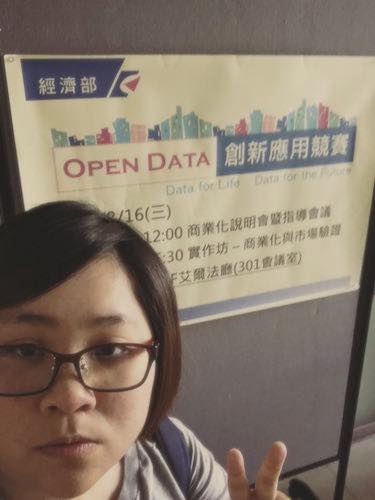 經濟部
OPEN DATA 創新應用競賽
Data for Life Data for the Future
8/16(三)
12:00 商業化說明會暨指導會議
:30 實作坊－商業化與市場驗證
F艾爾法廳(301會議室)